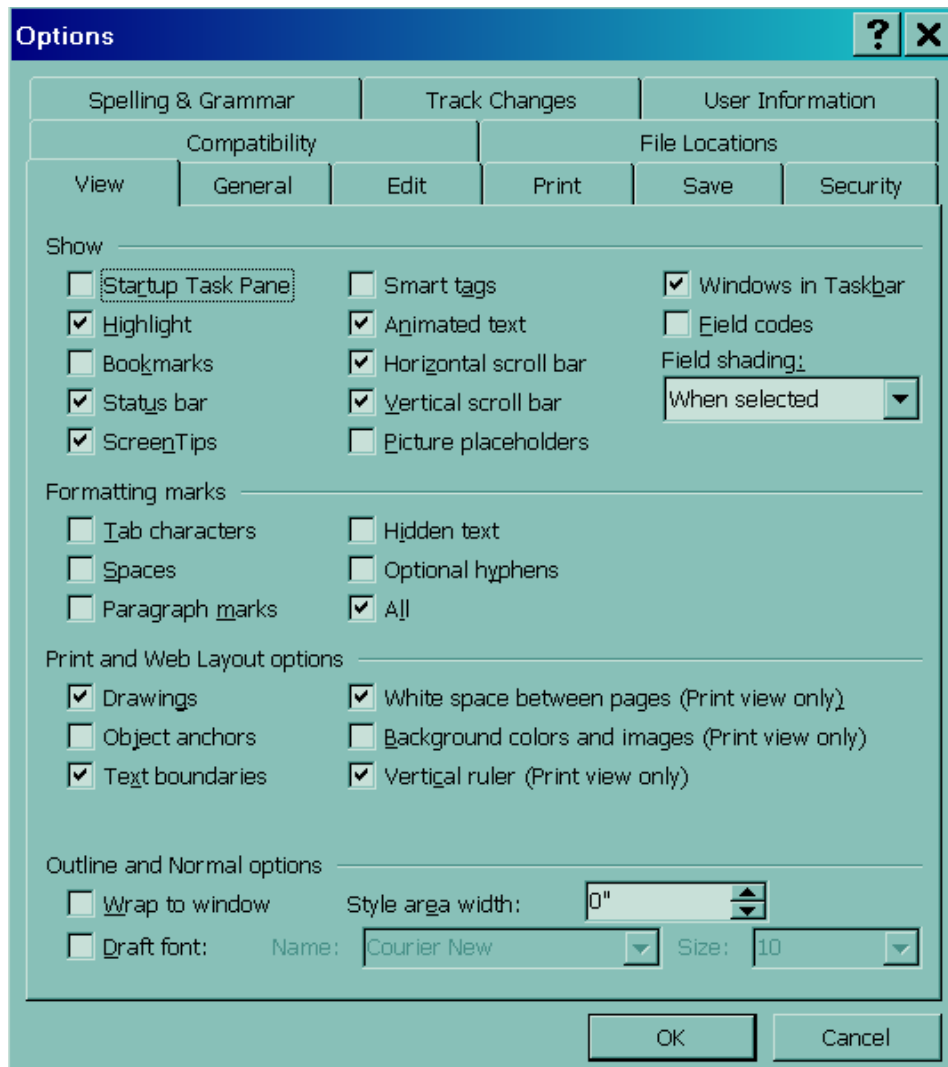 Options
Spelling & Grammar Track Changes User Information
Compatibility File Locations
View General Edit Print Save Security
Show
Startup Task Pane Smart tags Windows in Taskbar
Highlight Animated text Field codes
Bookmarks Horizontal scroll bar Field shading:
Status bar Vertical scroll bar When selected
ScreenTips Picture placeholders
Formatting marks
Tab characters Hidden text
Spaces Optional hyphens
Paragraph marks All
Print and Web Layout options
Drawings White space between pages (Print view only)
Object anchors Background colors and images (Print view only)
Text boundaries Vertical ruler (Print view only)
Outline and Normal options
Wrap to window Style area width: 0"
Draft font: Name: Courier New Size: 10
OK Cancel